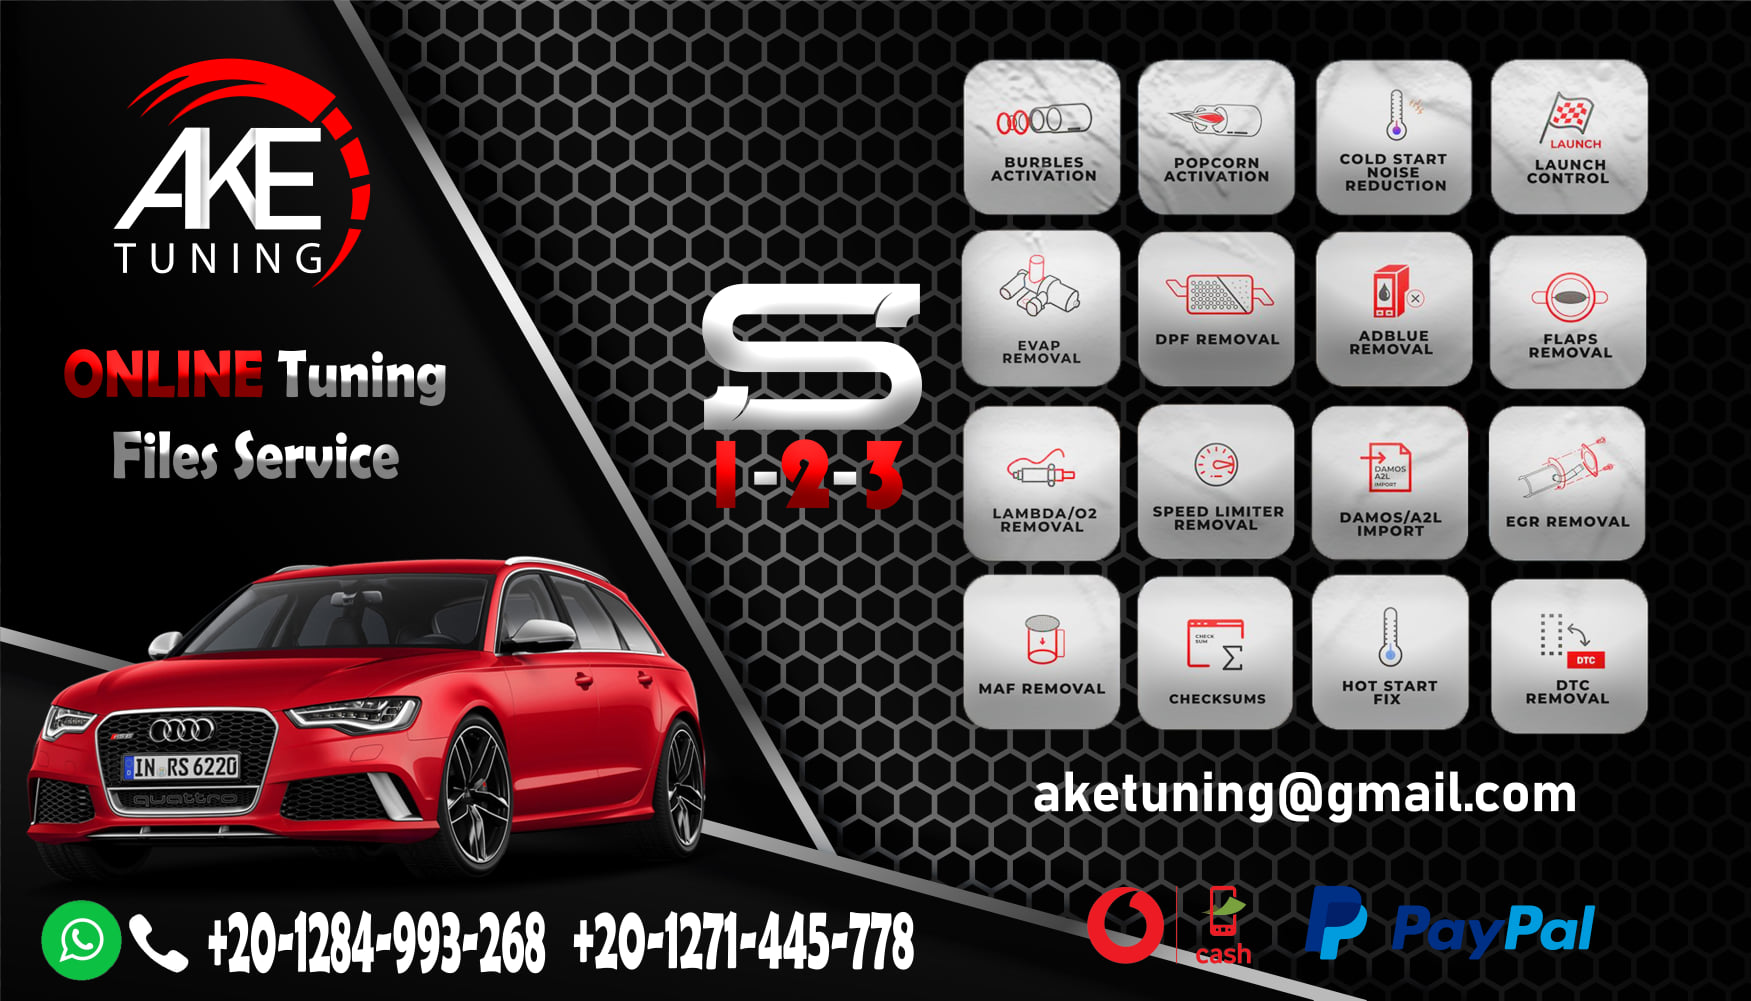 AKE
TUNING
ONLINE Tuning
Files Service
S
1-2-3
BURBLES
ACTIVATION
POPCORN
ACTIVATION
COLD START
NOISE
REDUCTION
LAUNCH
LAUNCH
CONTROL
EVAP
REMOVAL
DPF REMOVAL
ADBLUE
REMOVAL
FLAPS
REMOVAL
LAMBDA/O2
REMOVAL
SPEED LIMITER
REMOVAL
DAMOS
A2L
IMPORT
DAMOS/A2L
IMPORT
EGR REMOVAL
MAF REMOVAL
CHECK
SUM
CHECKSUMS
HOT START
FIX
DTC
DTC
REMOVAL
IN RS 6220
quattro
aketuning@gmail.com
+20-1284-993-268 +20-1271-445-778
cash
PayPal